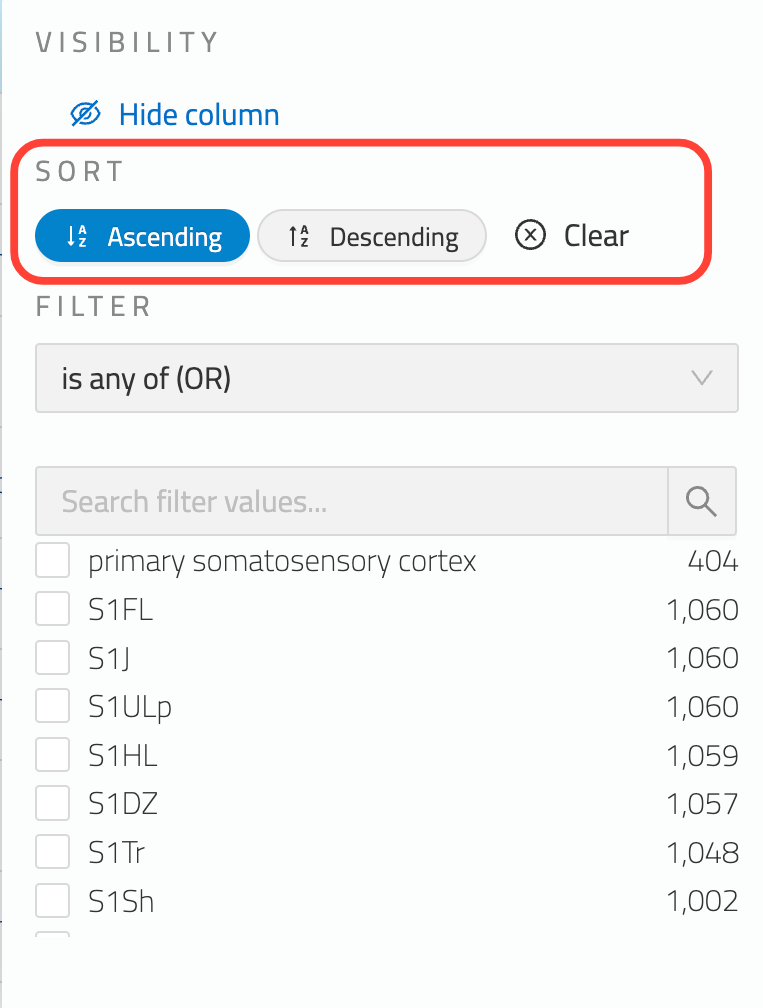 VISIBILITY
Hide column
SORT
Ascending Descending Clear
FILTER
is any of (OR)
Search filter values...
primary somatosensory cortex 404
S1FL 1,060
S1J 1,060
S1ULp 1,060
S1HL 1,059
S1DZ 1,057
S1Tr 1,048
S1Sh 1,002